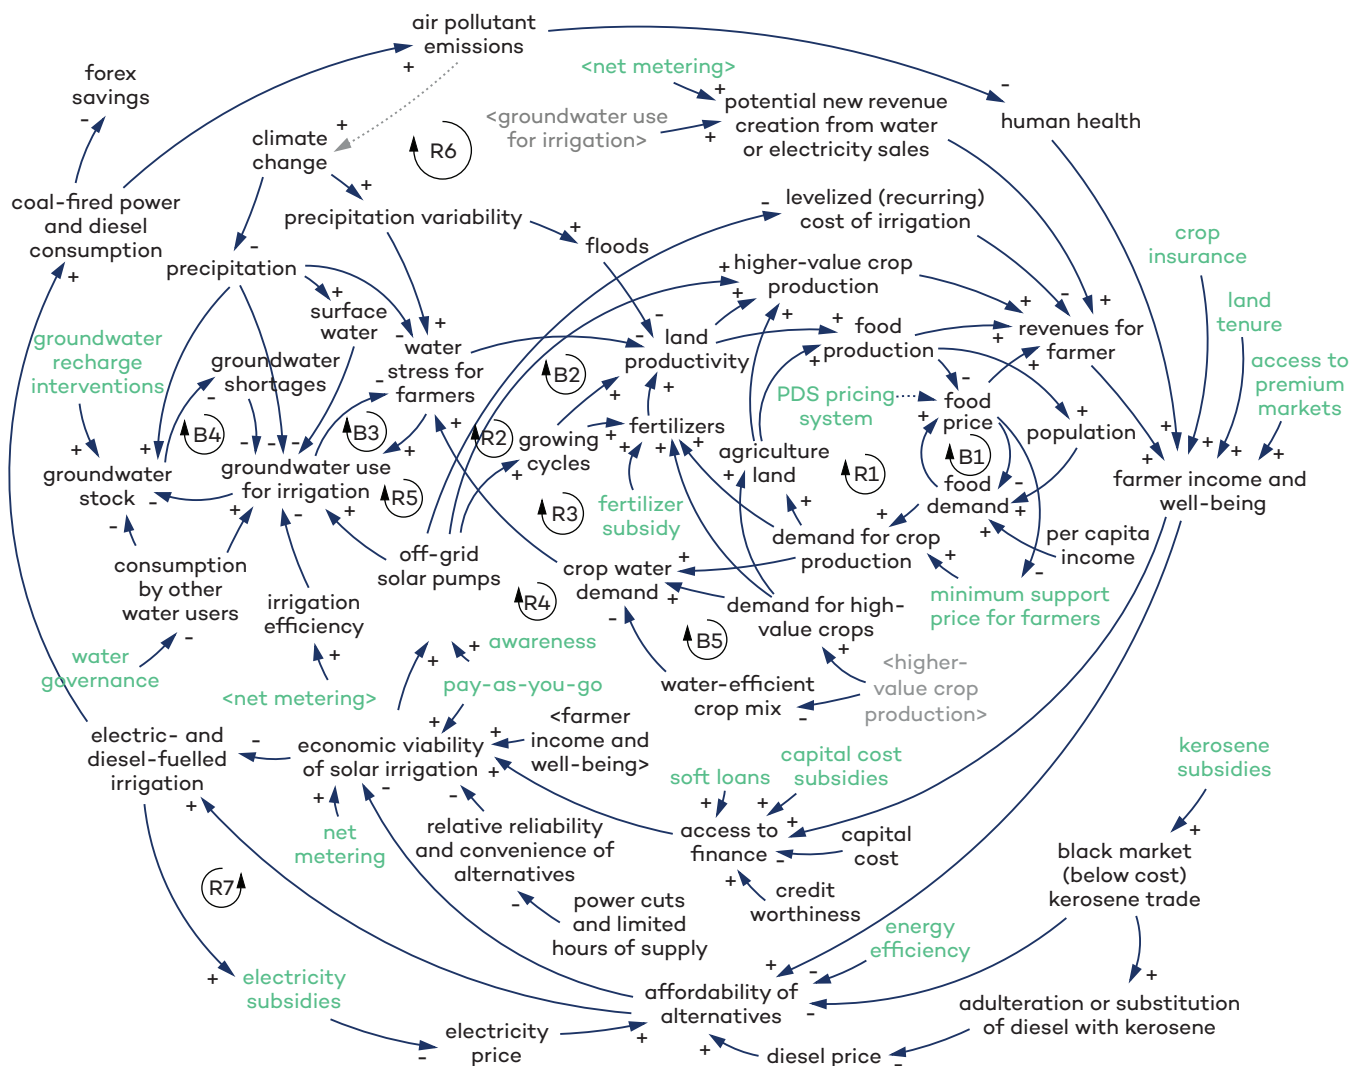 air pollutant
emissions
forex
savings
<net metering>
potential new revenue
creation from water
or electricity sales
<groundwater use
for irrigation>
human health
climate
change
R6
coal-fired power
and diesel
consumption
precipitation variability
levelized (recurring)
cost of irrigation
floods
crop
insurance
precipitation
higher-value crop
production
land
tenure
surface
water
groundwater
recharge
interventions
water
stress for
farmers
land
productivity
food
production
revenues for
farmer
access to
premium
markets
groundwater
shortages
B2
PDS pricing
system
food
price
population
B4
B3
R2
growing
cycles
fertilizers
agriculture
land
R1
B1
groundwater
stock
groundwater use
for irrigation
R5
food
demand
farmer income and
well-being
R3
fertilizer
subsidy
demand for crop
production
per capita
income
off-grid
solar pumps
consumption
by other
water users
crop water
demand
irrigation
efficiency
R4
demand for high-
value crops
minimum support
price for farmers
B5
awareness
water
governance
<net metering>
pay-as-you-go
water-efficient
crop mix
<higher-
value crop
production>
electric- and
diesel-fuelled
irrigation
economic viability
of solar irrigation
<farmer
income and
well-being>
soft loans
capital cost
subsidies
kerosene
subsidies
net
metering
relative reliability
and convenience of
alternatives
access to
finance
capital
cost
black market
(below cost)
kerosene trade
R7
credit
worthiness
power cuts
and limited
hours of supply
energy
efficiency
electricity
subsidies
affordability of
alternatives
adulteration or substitution
of diesel with kerosene
electricity
price
diesel price